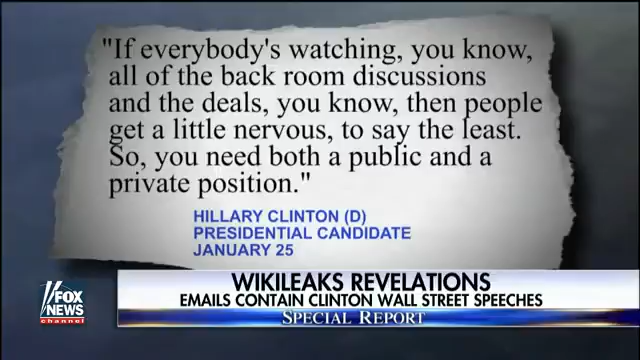 "If everybody's watching, you know,
all of the back room discussions
and the deals, you know, then people
get a little nervous, to say the least.
So, you need both a public and a
private position."
HILLARY CLINTON (D)
PRESIDENTIAL CANDIDATE
JANUARY 25
WIKILEAKS REVELATIONS
EMAILS CONTAIN CLINTON WALL STREET SPEECHES
SPECIAL REPORT
FOX
NEWS
channel